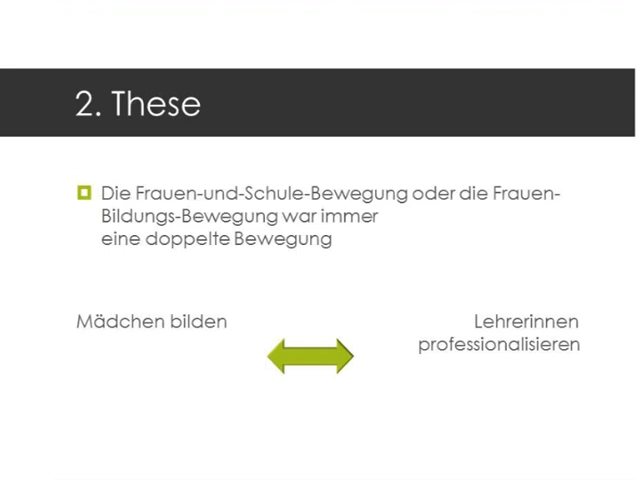 2. These
Die Frauen-und-Schule-Bewegung oder die Frauen-
Bildungs-Bewegung war immer
eine doppelte Bewegung
Mädchen bilden
Lehrerinnen
professionalisieren